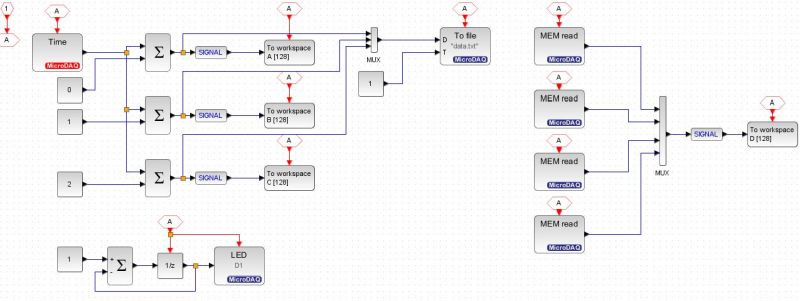 1
A
A
Time
MicroDAQ
0
1
2
Σ
Σ
Σ
SIGNAL
SIGNAL
SIGNAL
A
To workspace
A [128]
A
To workspace
B [128]
A
To workspace
C [128]
MUX
1
A
To file
"data.txt"
D
T
MicroDAQ
A
MEM read
MicroDAQ
A
MEM read
MicroDAQ
A
MEM read
MicroDAQ
A
MEM read
MicroDAQ
MUX
SIGNAL
A
To workspace
D [128]
1
+
-
Σ
A
1/z
LED
D1
MicroDAQ